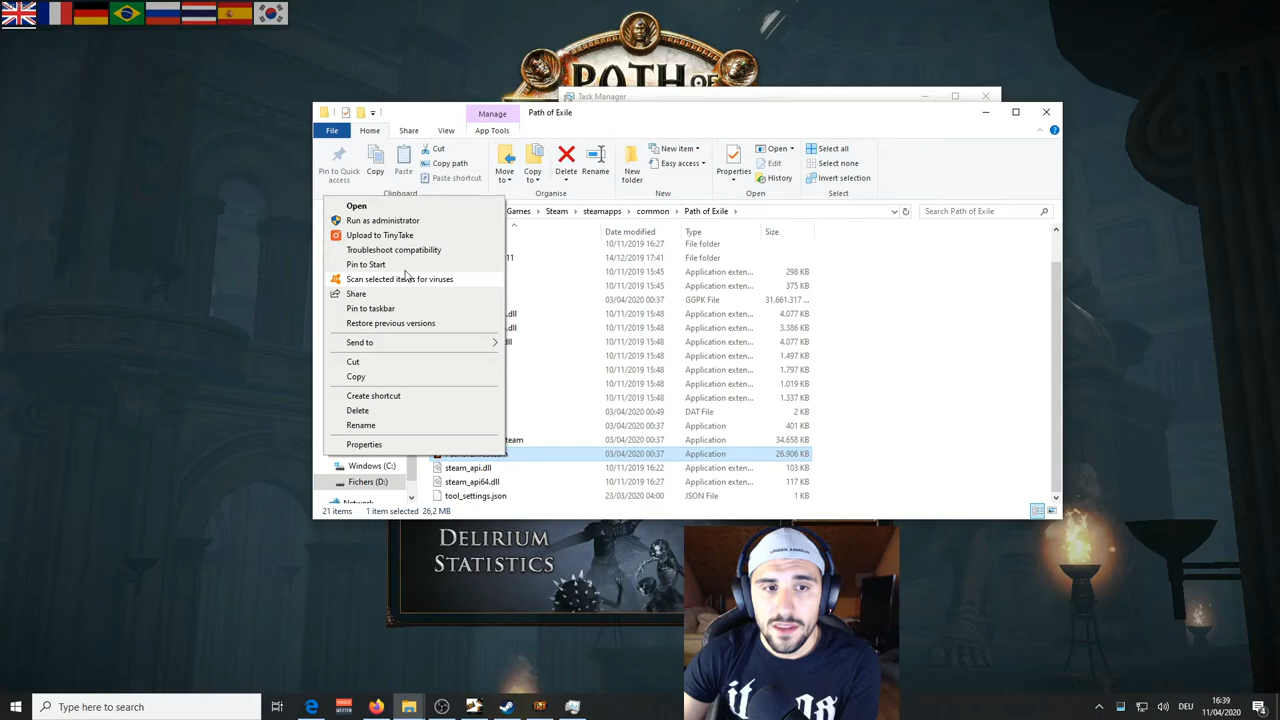 PATH OF
Task Manager
Manage
Path of Exile
File
Home
Share
View
App Tools
Pin to Quick access
Copy
Paste
Cut
Copy path
Paste shortcut
Move to
Copy to
Delete
Rename
New folder
New item
Easy access
Properties
Open
Edit
History
Select all
Select none
Invert selection
Clipboard
Organise
New
Open
Select
Games > Steam > steamapps > common > Path of Exile >
Search Path of Exile
Date modified
Type
Size
10/11/2019 16:27 File folder
11 14/12/2019 17:41 File folder
10/11/2019 15:48 Application exten... 298 KB
10/11/2019 15:48 Application exten... 375 KB
03/04/2020 00:37 GGPK File 31.661.317 ...
.dll 10/11/2019 15:48 Application exten... 4.077 KB
.dll 10/11/2019 15:48 Application exten... 3.386 KB
dll 10/11/2019 15:48 Application exten... 4.077 KB
10/11/2019 15:48 Application exten... 1.497 KB
10/11/2019 15:48 Application exten... 1.797 KB
10/11/2019 15:48 Application exten... 1.019 KB
10/11/2019 15:48 Application exten... 1.337 KB
03/04/2020 00:49 DAT File 2 KB
03/04/2020 00:37 Application 401 KB
team 03/04/2020 00:37 Application 34.658 KB
03/04/2020 00:37 Application 26.906 KB
steam_api.dll 10/11/2019 16:22 Application exten... 103 KB
steam_api64.dll 10/11/2019 16:27 Application exten... 117 KB
tool_settings.json 23/03/2020 04:00 JSON File 1 KB
Open
Run as administrator
Upload to TinyTake
Troubleshoot compatibility
Pin to Start
Scan selected items for viruses
Share
Pin to taskbar
Restore previous versions
Send to
Cut
Copy
Create shortcut
Delete
Rename
Properties
Windows (C:)
Fichers (D:)
Network
21 items
1 item selected 26,2 MB
DELIRIUM
STATISTICS
UNDER ARMOUR
Type here to search
DEU
16:39
11/04/2020